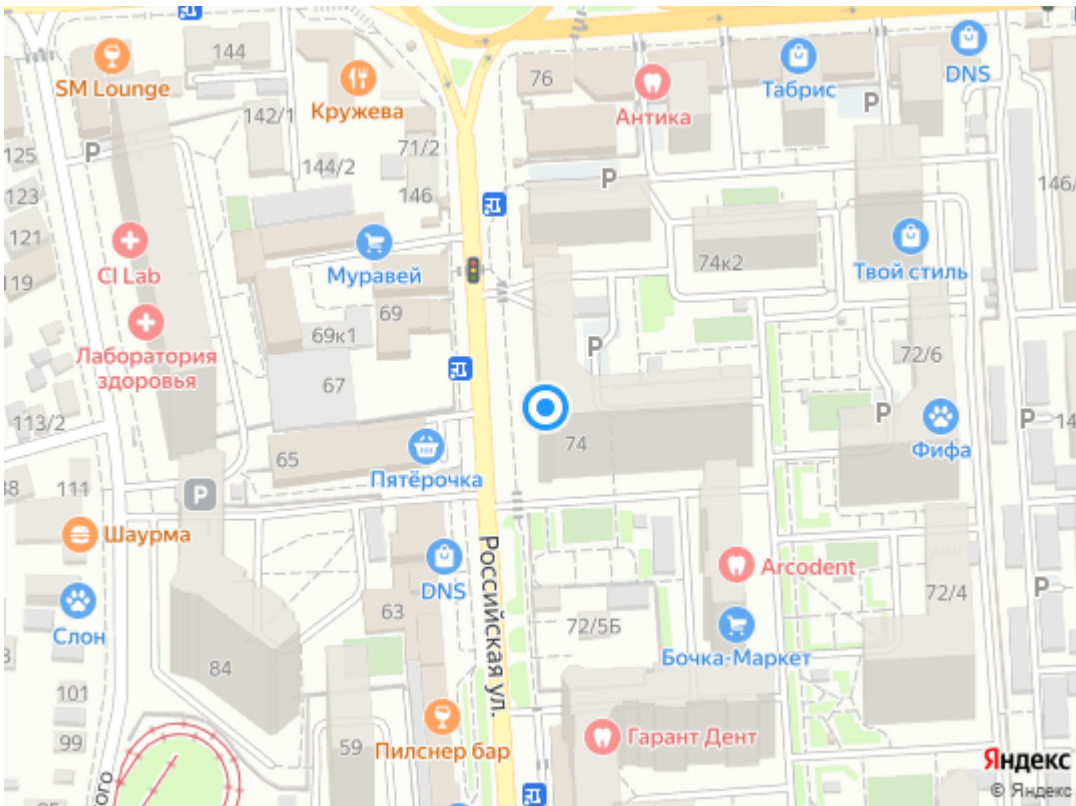 144
SM Lounge
Кружева
142/1
71/2
144/2
146
125
P
123
121
119
CI Lab
Муравей
69к1
69
Лаборатория
здоровья
67
113/2
65
Пятёрочка
111
P
Шаурма
DNS
Слон
63
84
101
99
59
Пилснер бар
Российская ул.
76
Антика
Табрис
DNS
P
P
74к2
Твой стиль
P
72/6
P
P
Фифа
74
Arcodent
72/4
P
72/5Б
Бочка-Маркет
Гарант Дент
Яндекс
© Яндекс